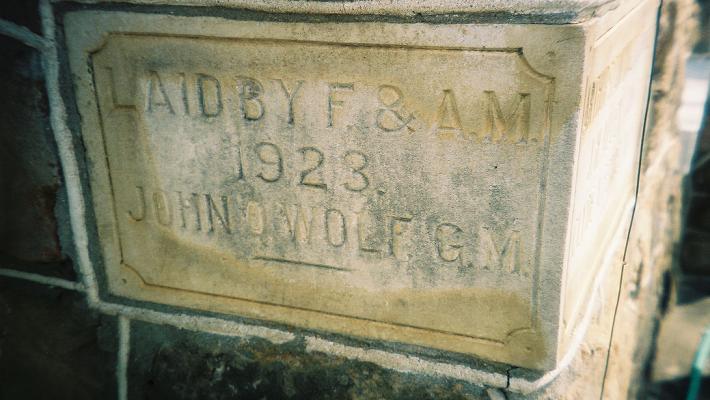 LAID BY F. & A.M.
1923.
JOHN O. WOLF. G.M.